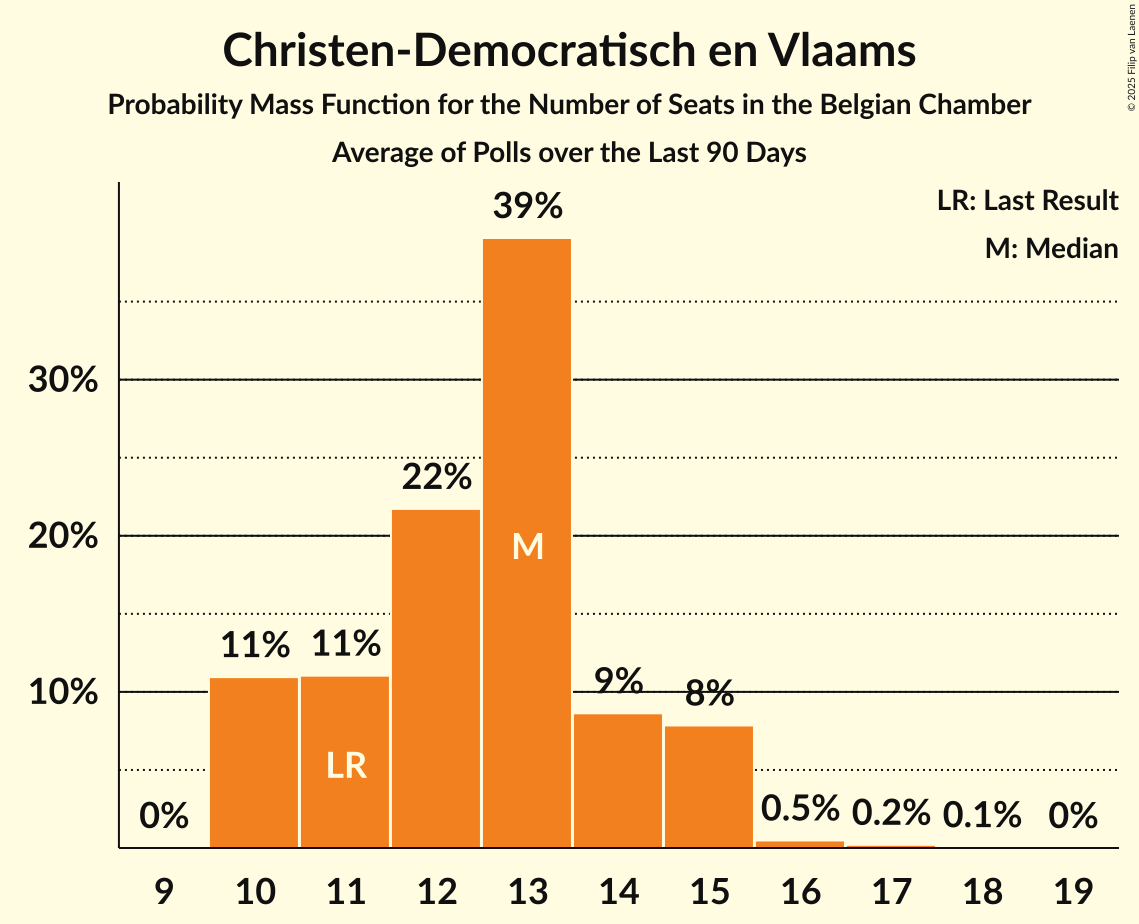 Christen-Democratisch en Vlaams
Probability Mass Function for the Number of Seats in the Belgian Chamber
Average of Polls over the Last 90 Days
© 2025 Filip van Laenen
LR: Last Result
M: Median
39%
30%
22%
20%
M
11%
11%
10%
9%
8%
LR
0%
0.5%
0.2%
0.1%
0%
9 10 11 12 13 14 15 16 17 18 19